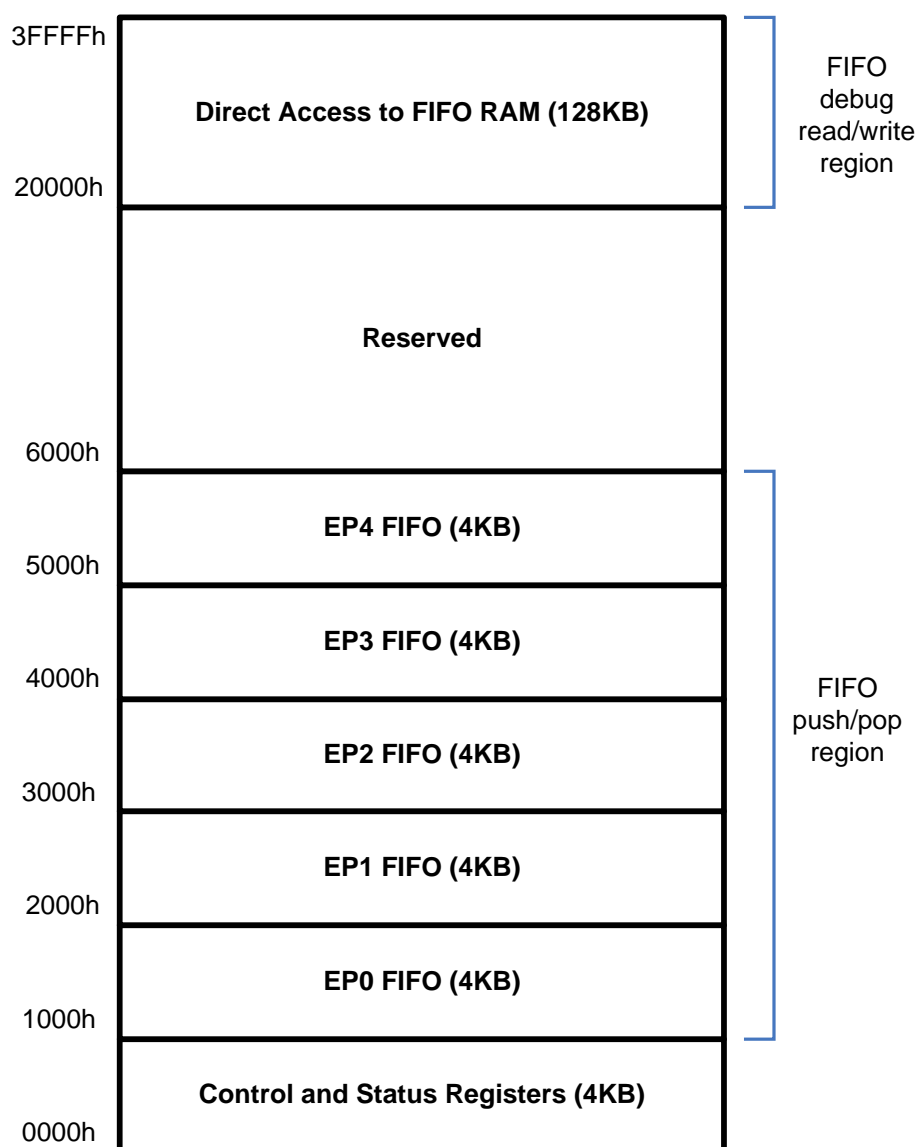 3FFFFh
Direct Access to FIFO RAM (128KB)
FIFO
debug
read/write
region
20000h
Reserved
6000h
EP4 FIFO (4KB)
5000h
EP3 FIFO (4KB)
4000h
FIFO
push/pop
region
EP2 FIFO (4KB)
3000h
EP1 FIFO (4KB)
2000h
EP0 FIFO (4KB)
1000h
Control and Status Registers (4KB)
0000h